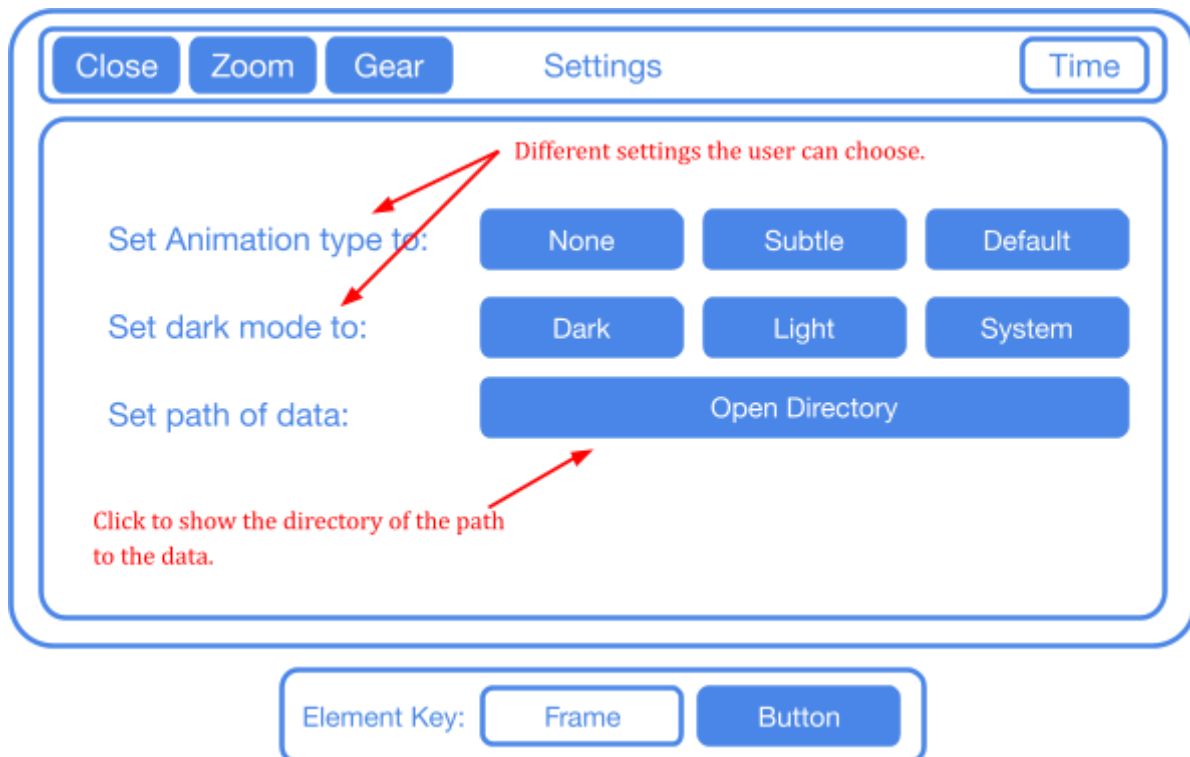 Close Zoom Gear Settings Time
Different settings the user can choose.
Set Animation type to: None Subtle Default
Set dark mode to: Dark Light System
Set path of data: Open Directory
Click to show the directory of the path
to the data.
Element Key: Frame Button